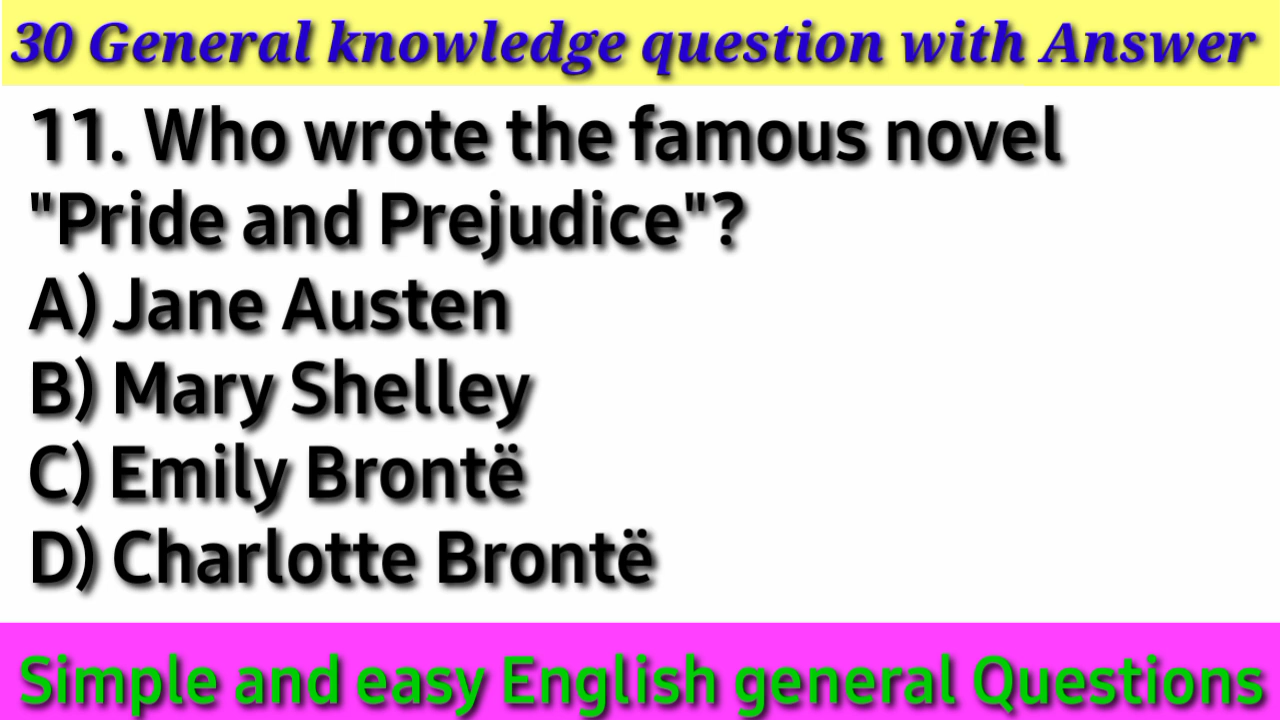 30 General knowledge question with Answer
11. Who wrote the famous novel
"Pride and Prejudice"?
A) Jane Austen
B) Mary Shelley
C) Emily Brontë
D) Charlotte Brontë
Simple and easy English general Questions